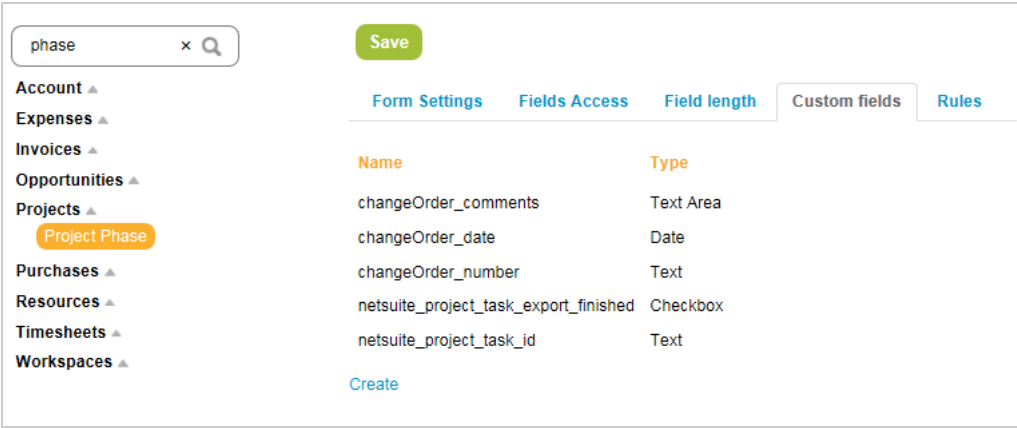 phase ×
Account
Expenses
Invoices
Opportunities
Projects
Project Phase
Purchases
Resources
Timesheets
Workspaces
Save
Form Settings Fields Access Field length Custom fields Rules
Name Type
changeOrder_comments Text Area
changeOrder_date Date
changeOrder_number Text
netsuite_project_task_export_finished Checkbox
netsuite_project_task_id Text
Create